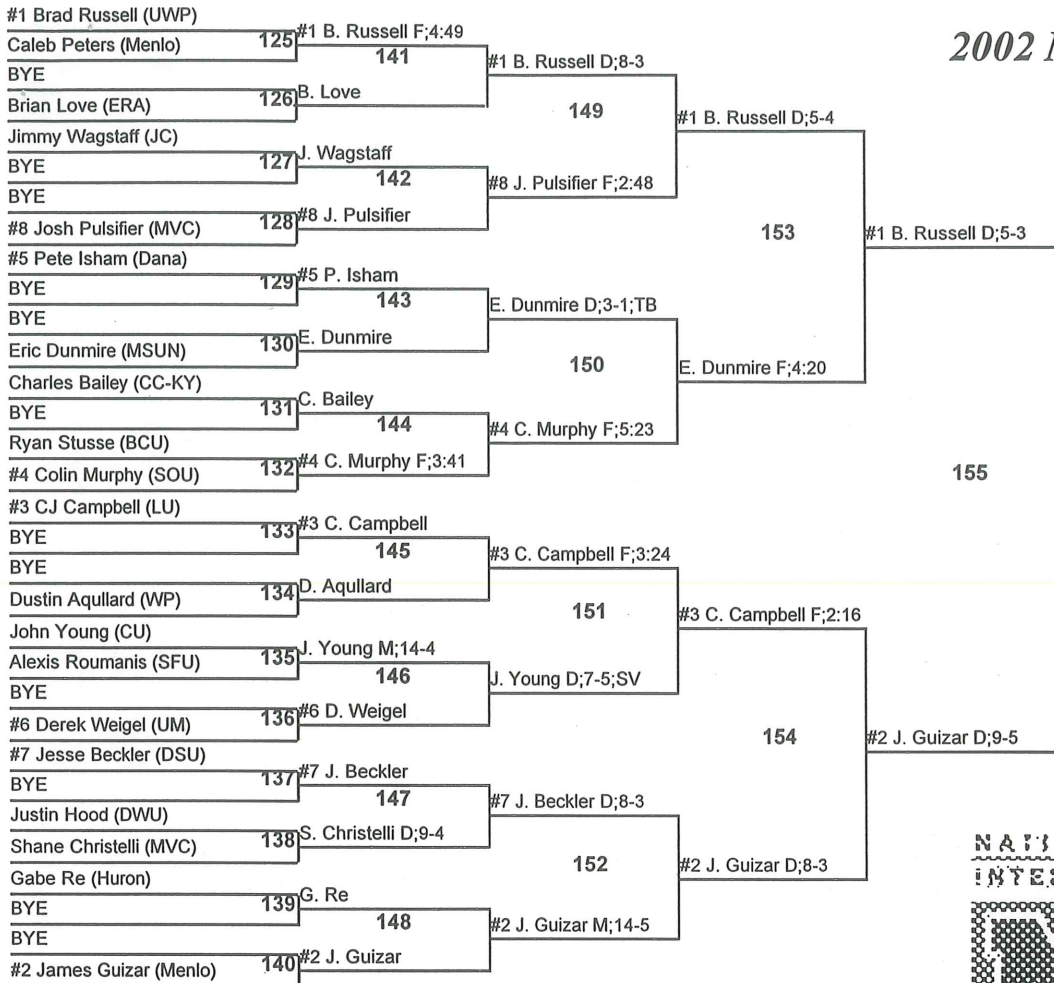 #1 Brad Russell (UWP)
Caleb Peters (Menlo)
BYE
Brian Love (ERA)
Jimmy Wagstaff (JC)
BYE
BYE
#8 Josh Pulsifier (MVC)
#5 Pete Isham (Dana)
BYE
BYE
Eric Dunmire (MSUN)
Charles Bailey (CC-KY)
BYE
Ryan Stusse (BCU)
#4 Colin Murphy (SOU)
#3 CJ Campbell (LU)
BYE
BYE
Dustin Aqullard (WP)
John Young (CU)
Alexis Roumanis (SFU)
BYE
#6 Derek Weigel (UM)
#7 Jesse Beckler (DSU)
BYE
Justin Hood (DWU)
Shane Christelli (MVC)
Gabe Re (Huron)
BYE
BYE
#2 James Guizar (Menlo)
125
126
127
128
129
130
131
132
133
134
135
136
137
138
139
140
#1 B. Russell F;4:49
B. Love
J. Wagstaff
#8 J. Pulsifier
#5 P. Isham
E. Dunmire
C. Bailey
#4 C. Murphy F;3:41
#3 C. Campbell
D. Aqullard
J. Young M;14-4
#6 D. Weigel
#7 J. Beckler
S. Christelli D;9-4
G. Re
#2 J. Guizar
141
142
143
144
145
146
147
148
#1 B. Russell D;8-3
#8 J. Pulsifier F;2:48
E. Dunmire D;3-1;TB
#4 C. Murphy F;5:23
#3 C. Campbell F;3:24
J. Young D;7-5;SV
#7 J. Beckler D;8-3
#2 J. Guizar M;14-5
149
150
151
152
#1 B. Russell D;5-4
E. Dunmire F;4:20
#3 C. Campbell F;2:16
#2 J. Guizar D;8-3
153
154
#1 B. Russell D;5-3
#2 J. Guizar D;9-5
155
2002